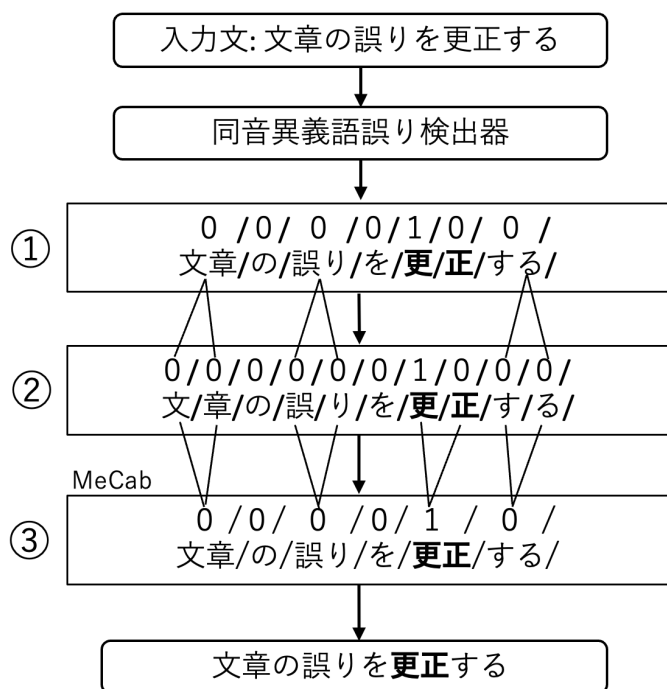 入力文: 文章の誤りを更正する
同音異義語誤り検出器
①
0 /0/ 0 /0/1/0/ 0 /
文章/の/誤り/を/更/正/する/
②
0/0/0/0/0/0/1/0/0/0/
文/章/の/誤/り/を/更/正/す/る/
MeCab
③
0 /0/ 0 /0/ 1 / 0 /
文章/の/誤り/を/更正/する/
文章の誤りを更正する